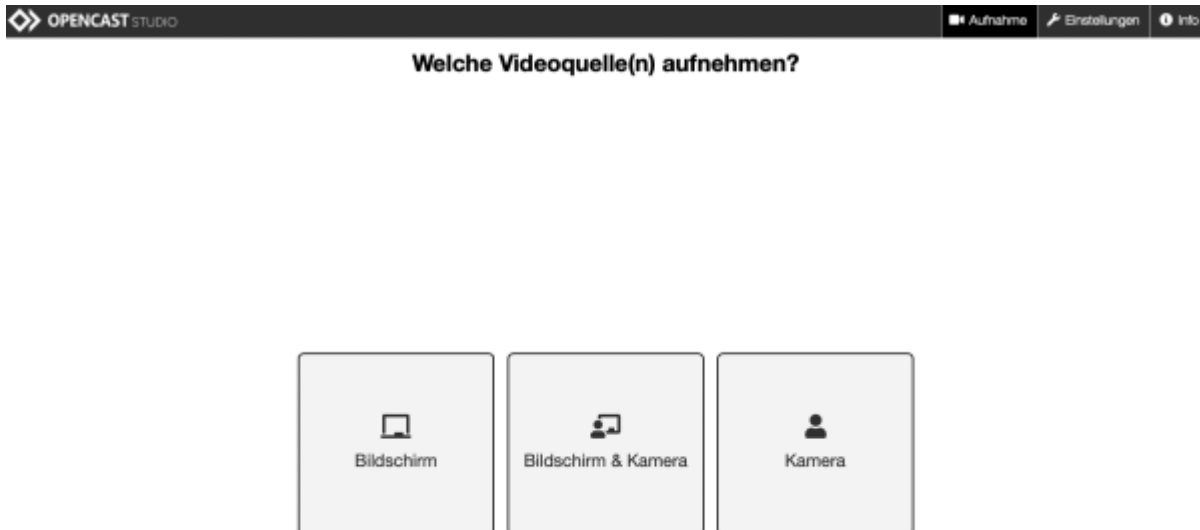 OPENCAST STUDIO Aufnahme Einstellungen Info
Welche Videoquelle(n) aufnehmen?
Bildschirm Bildschirm & Kamera Kamera